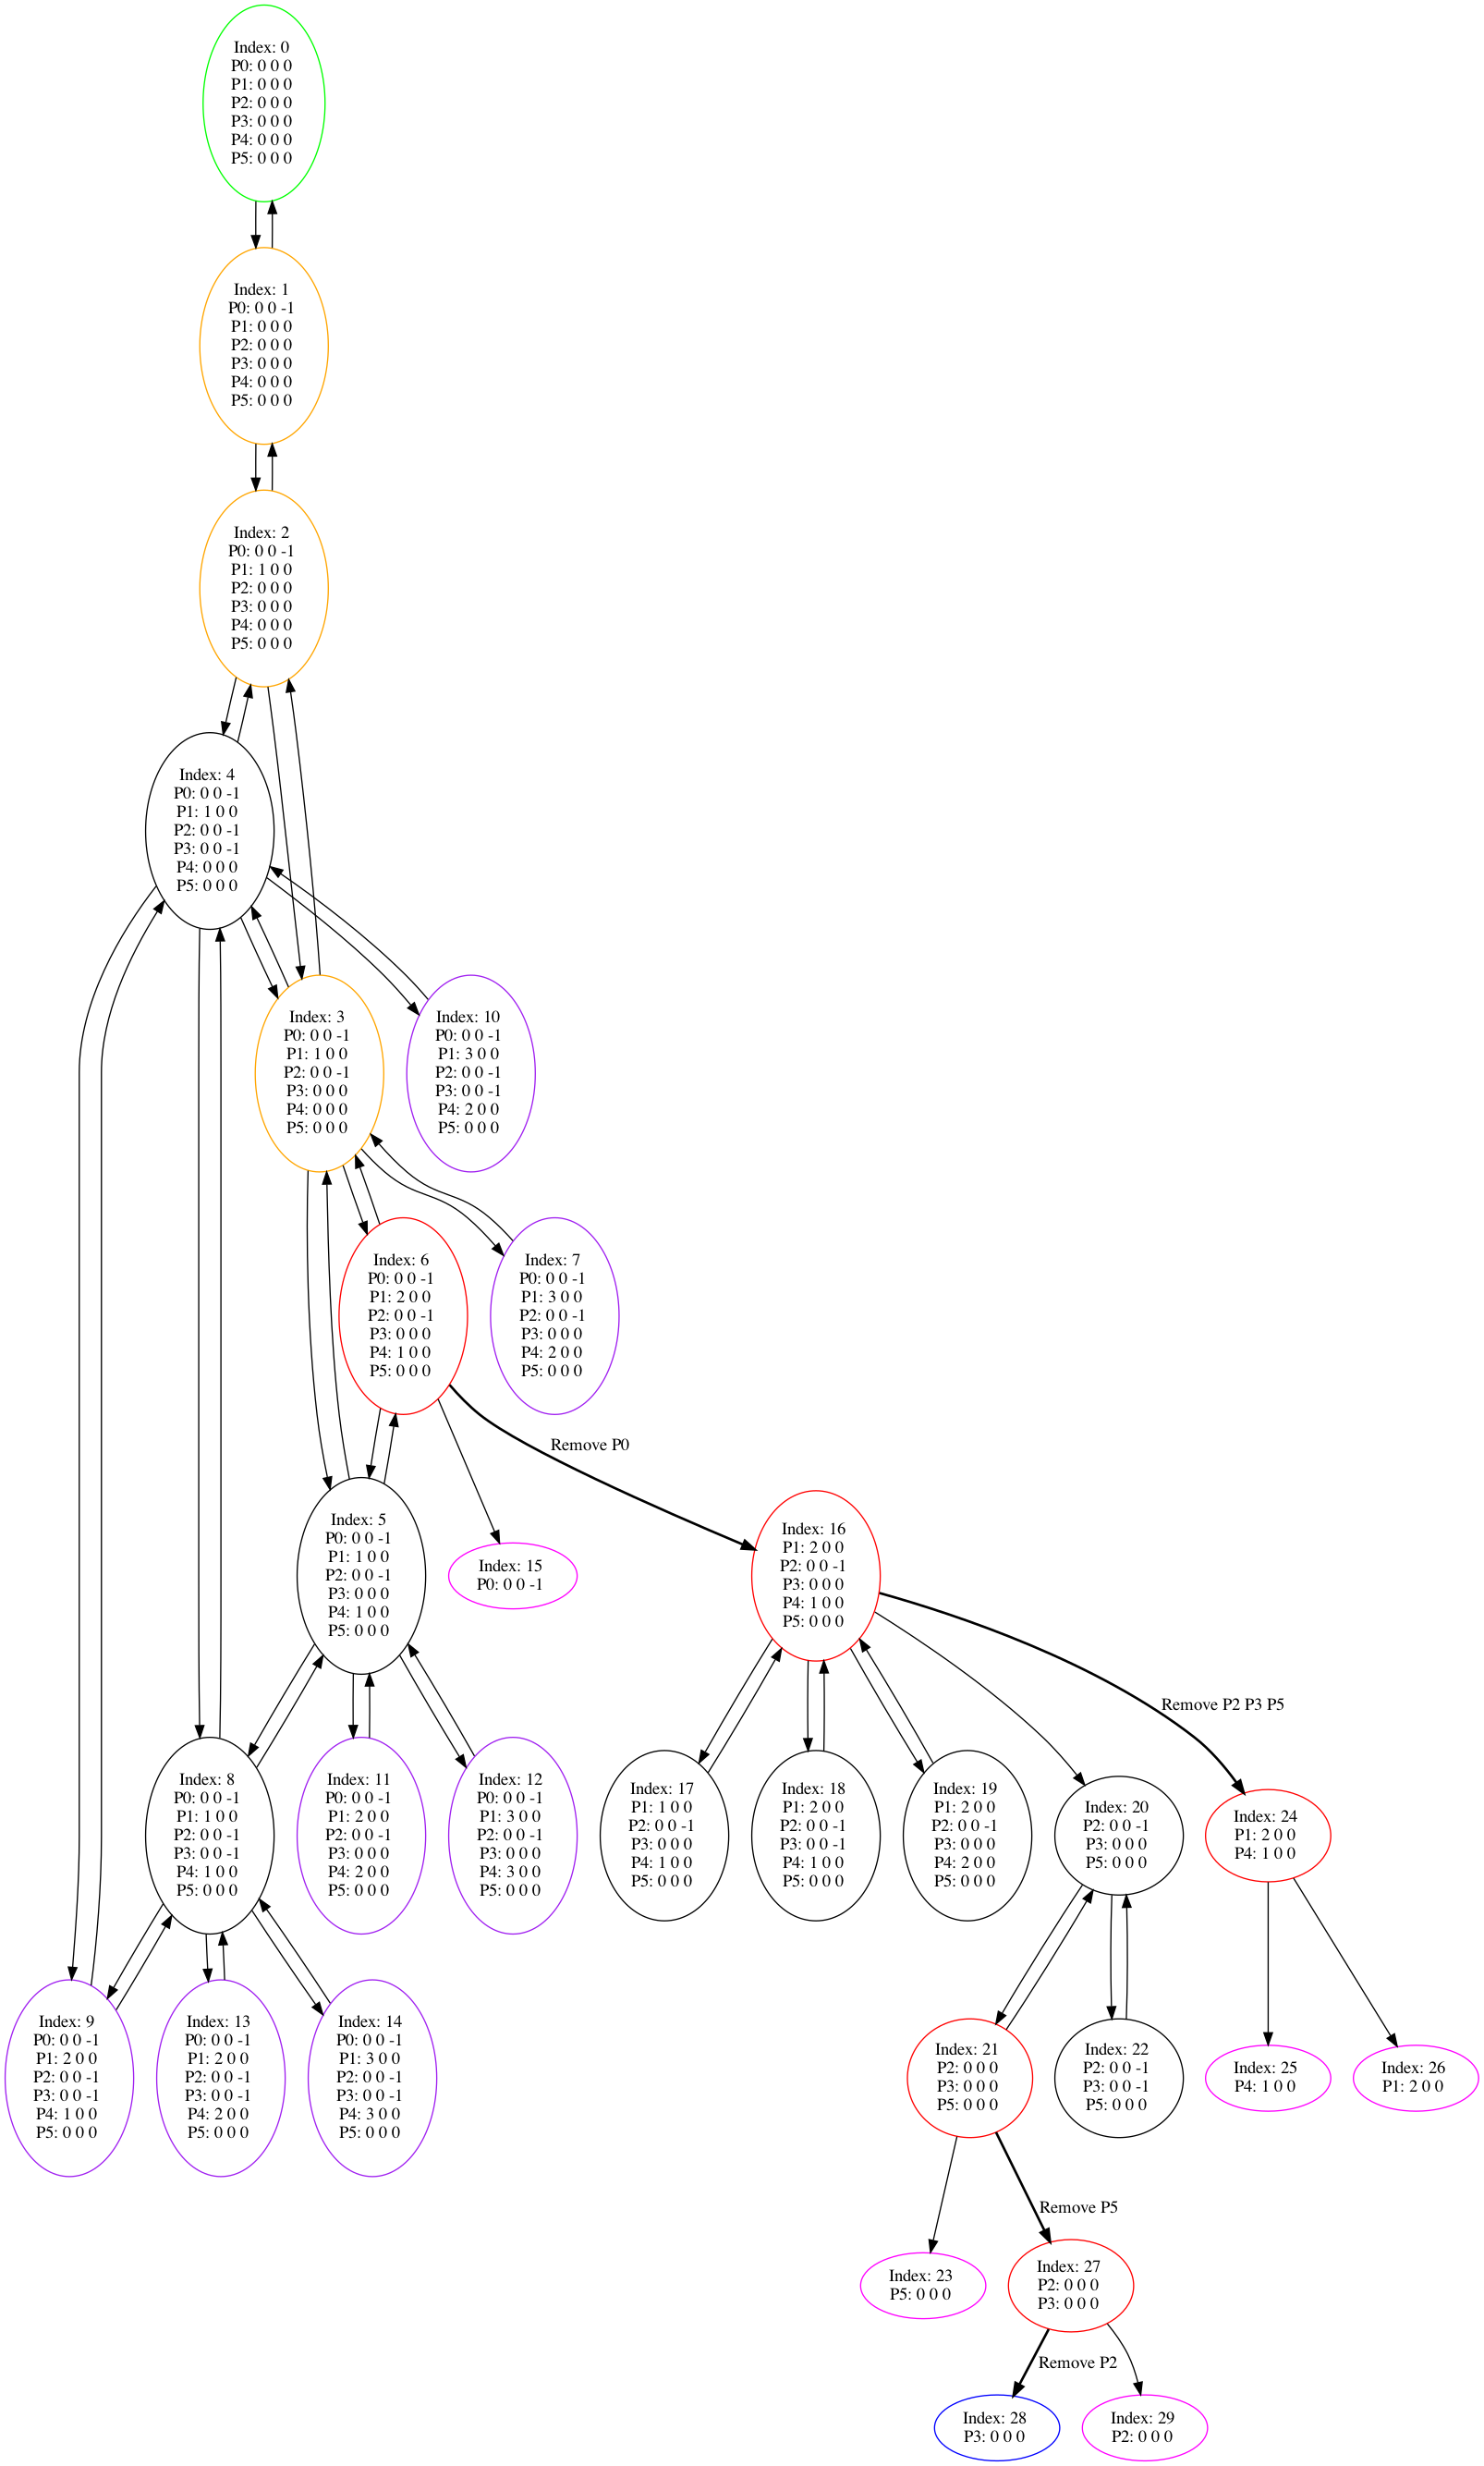 Index: 0
P0: 0 0 0
P1: 0 0 0
P2: 0 0 0
P3: 0 0 0
P4: 0 0 0
P5: 0 0 0
Index: 1
P0: 0 0 -1
P1: 0 0 0
P2: 0 0 0
P3: 0 0 0
P4: 0 0 0
P5: 0 0 0
Index: 2
P0: 0 0 -1
P1: 1 0 0
P2: 0 0 0
P3: 0 0 0
P4: 0 0 0
P5: 0 0 0
Index: 4
P0: 0 0 -1
P1: 1 0 0
P2: 0 0 -1
P3: 0 0 -1
P4: 0 0 0
P5: 0 0 0
Index: 3
P0: 0 0 -1
P1: 1 0 0
P2: 0 0 -1
P3: 0 0 0
P4: 0 0 0
P5: 0 0 0
Index: 10
P0: 0 0 -1
P1: 3 0 0
P2: 0 0 -1
P3: 0 0 -1
P4: 2 0 0
P5: 0 0 0
Index: 6
P0: 0 0 -1
P1: 2 0 0
P2: 0 0 -1
P3: 0 0 0
P4: 1 0 0
P5: 0 0 0
Index: 7
P0: 0 0 -1
P1: 3 0 0
P2: 0 0 -1
P3: 0 0 0
P4: 2 0 0
P5: 0 0 0
Remove P0
Index: 5
P0: 0 0 -1
P1: 1 0 0
P2: 0 0 -1
P3: 0 0 0
P4: 1 0 0
P5: 0 0 0
Index: 15
P0: 0 0 -1
Index: 16
P1: 2 0 0
P2: 0 0 -1
P3: 0 0 0
P4: 1 0 0
P5: 0 0 0
Remove P2 P3 P5
Index: 8
P0: 0 0 -1
P1: 1 0 0
P2: 0 0 -1
P3: 0 0 -1
P4: 1 0 0
P5: 0 0 0
Index: 11
P0: 0 0 -1
P1: 2 0 0
P2: 0 0 -1
P3: 0 0 0
P4: 2 0 0
P5: 0 0 0
Index: 12
P0: 0 0 -1
P1: 3 0 0
P2: 0 0 -1
P3: 0 0 0
P4: 3 0 0
P5: 0 0 0
Index: 17
P1: 1 0 0
P2: 0 0 -1
P3: 0 0 0
P4: 1 0 0
P5: 0 0 0
Index: 18
P1: 2 0 0
P2: 0 0 -1
P3: 0 0 -1
P4: 1 0 0
P5: 0 0 0
Index: 19
P1: 2 0 0
P2: 0 0 -1
P3: 0 0 0
P4: 2 0 0
P5: 0 0 0
Index: 20
P2: 0 0 -1
P3: 0 0 0
P5: 0 0 0
Index: 24
P1: 2 0 0
P4: 1 0 0
Index: 9
P0: 0 0 -1
P1: 2 0 0
P2: 0 0 -1
P3: 0 0 -1
P4: 1 0 0
P5: 0 0 0
Index: 13
P0: 0 0 -1
P1: 2 0 0
P2: 0 0 -1
P3: 0 0 -1
P4: 2 0 0
P5: 0 0 0
Index: 14
P0: 0 0 -1
P1: 3 0 0
P2: 0 0 -1
P3: 0 0 -1
P4: 3 0 0
P5: 0 0 0
Index: 21
P2: 0 0 0
P3: 0 0 0
P5: 0 0 0
Index: 22
P2: 0 0 -1
P3: 0 0 -1
P5: 0 0 0
Index: 25
P4: 1 0 0
Index: 26
P1: 2 0 0
Remove P5
Index: 23
P5: 0 0 0
Index: 27
P2: 0 0 0
P3: 0 0 0
Remove P2
Index: 28
P3: 0 0 0
Index: 29
P2: 0 0 0